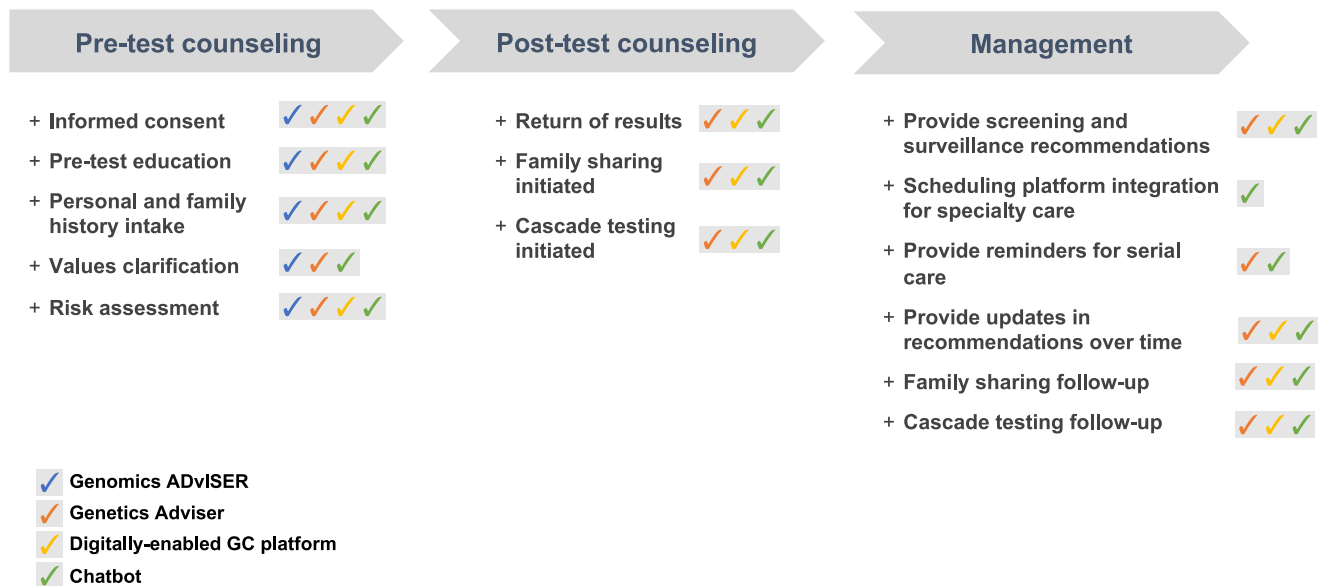 Pre-test counseling
+ Informed consent
+ Pre-test education
+ Personal and family
history intake
+ Values clarification
+ Risk assessment
Post-test counseling
+ Return of results
+ Family sharing
initiated
+ Cascade testing
initiated
Management
+ Provide screening and
surveillance recommendations
+ Scheduling platform integration
for specialty care
+ Provide reminders for serial
care
+ Provide updates in
recommendations over time
+ Family sharing follow-up
+ Cascade testing follow-up
Genomics ADvISER
Genetics Adviser
Digitally-enabled GC platform
Chatbot